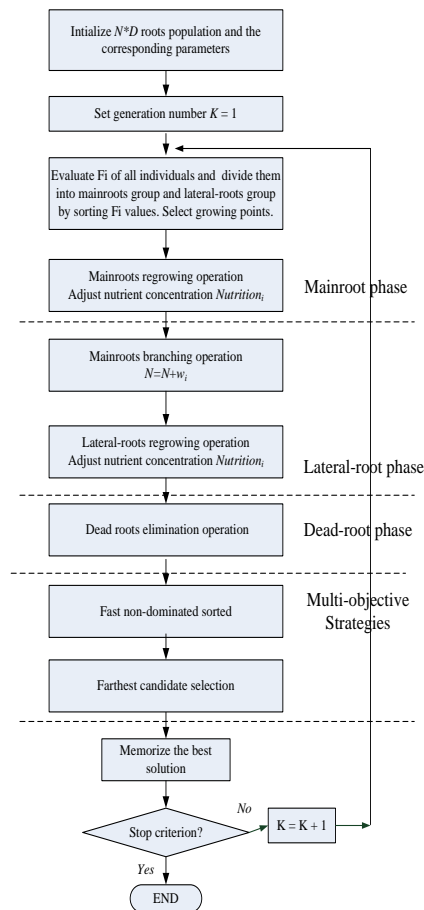 Intialize N*D roots population and the
corresponding parameters
Set generation number K = 1
Evaluate Fi of all individuals and divide them
into mainroots group and lateral-roots group
by sorting Fi values. Select growing points.
Mainroots regrowing operation
Adjust nutrient concentration Nutritioni
Mainroot phase
Mainroots branching operation
N=N+wi
Lateral-roots regrowing operation
Adjust nutrient concentration Nutritioni
Lateral-root phase
Dead roots elimination operation
Dead-root phase
Fast non-dominated sorted
Multi-objective
Strategies
Farthest candidate selection
Memorize the best
solution
Stop criterion?
No
K = K + 1
Yes
END